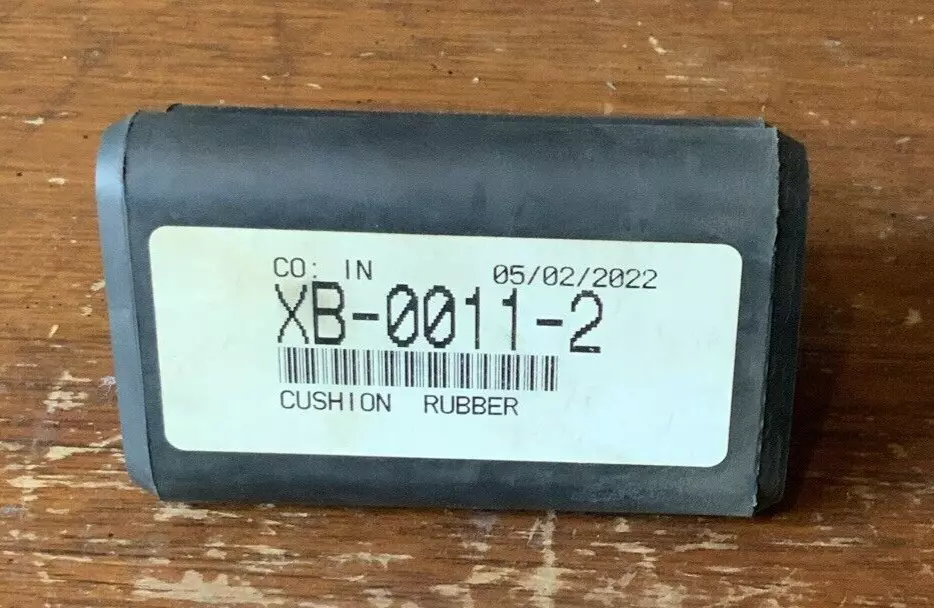 CO: IN 05/02/2022
XB-0011-2
CUSHION RUBBER